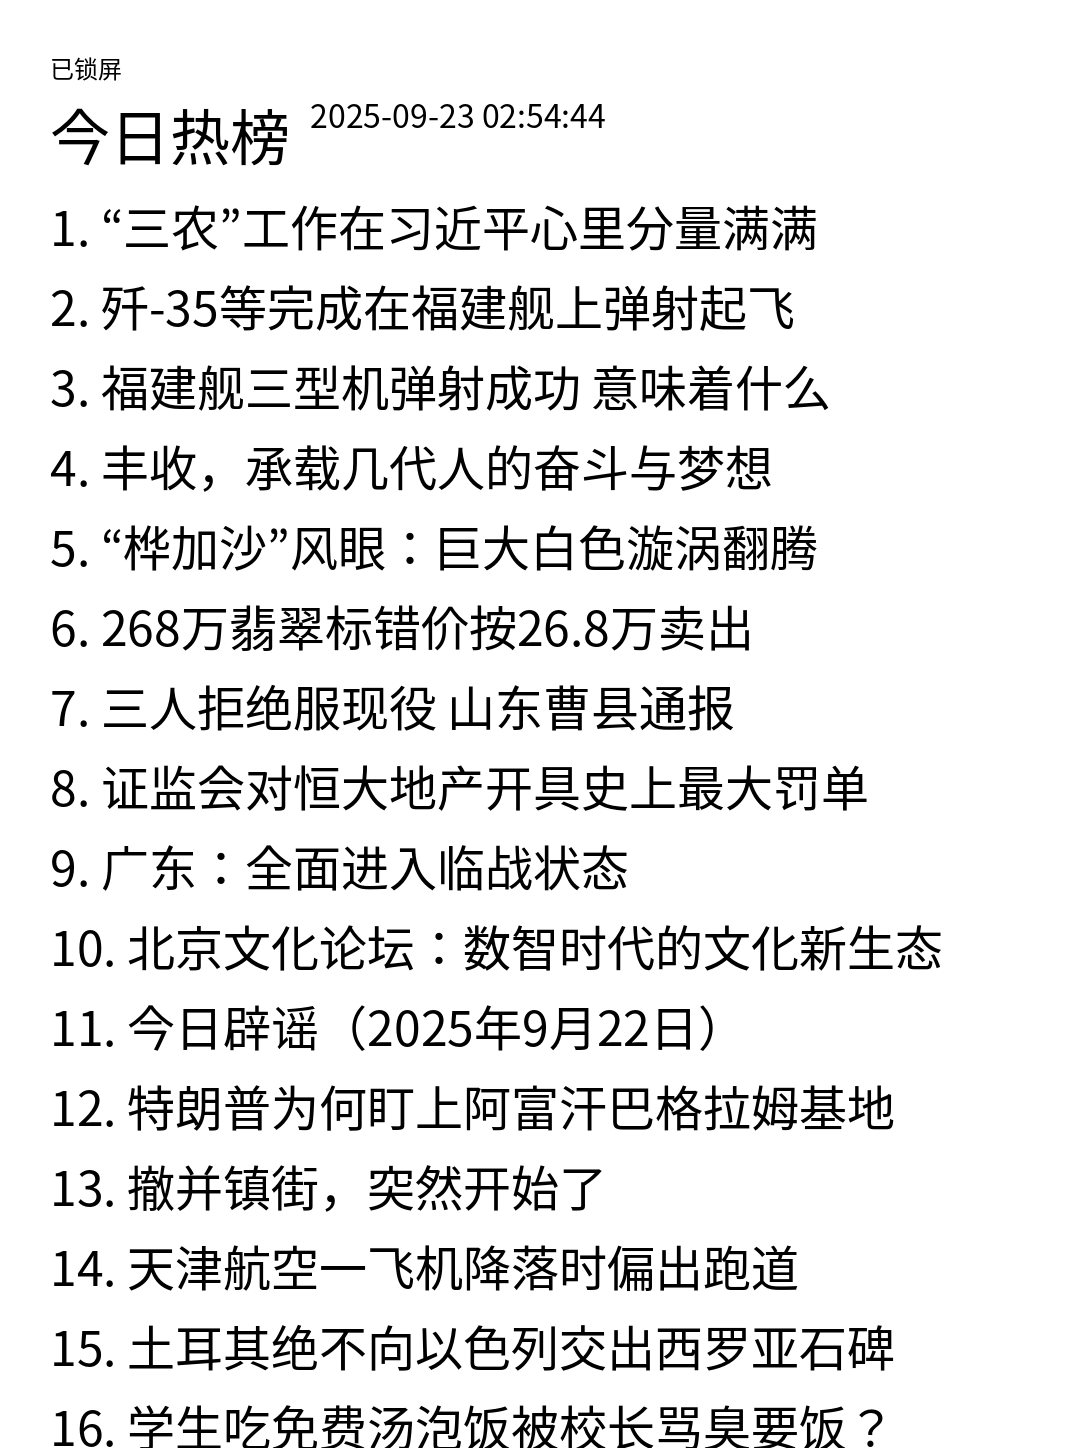 已锁屏
今日热榜 2025-09-23 02:54:44
1. “三农”工作在习近平心里分量满满
2. 歼-35等完成在福建舰上弹射起飞
3. 福建舰三型机弹射成功 意味着什么
4. 丰收，承载几代人的奋斗与梦想
5. “桦加沙”风眼：巨大白色漩涡翻腾
6. 268万翡翠标错价按26.8万卖出
7. 三人拒绝服现役 山东曹县通报
8. 证监会对恒大地产开具史上最大罚单
9. 广东：全面进入临战状态
10. 北京文化论坛：数智时代的文化新生态
11. 今日辟谣（2025年9月22日）
12. 特朗普为何盯上阿富汗巴格拉姆基地
13. 撤并镇街，突然开始了
14. 天津航空一飞机降落时偏出跑道
15. 土耳其绝不向以色列交出西罗亚石碑
16. 学生吃免费汤泡饭被校长骂臭要饭？